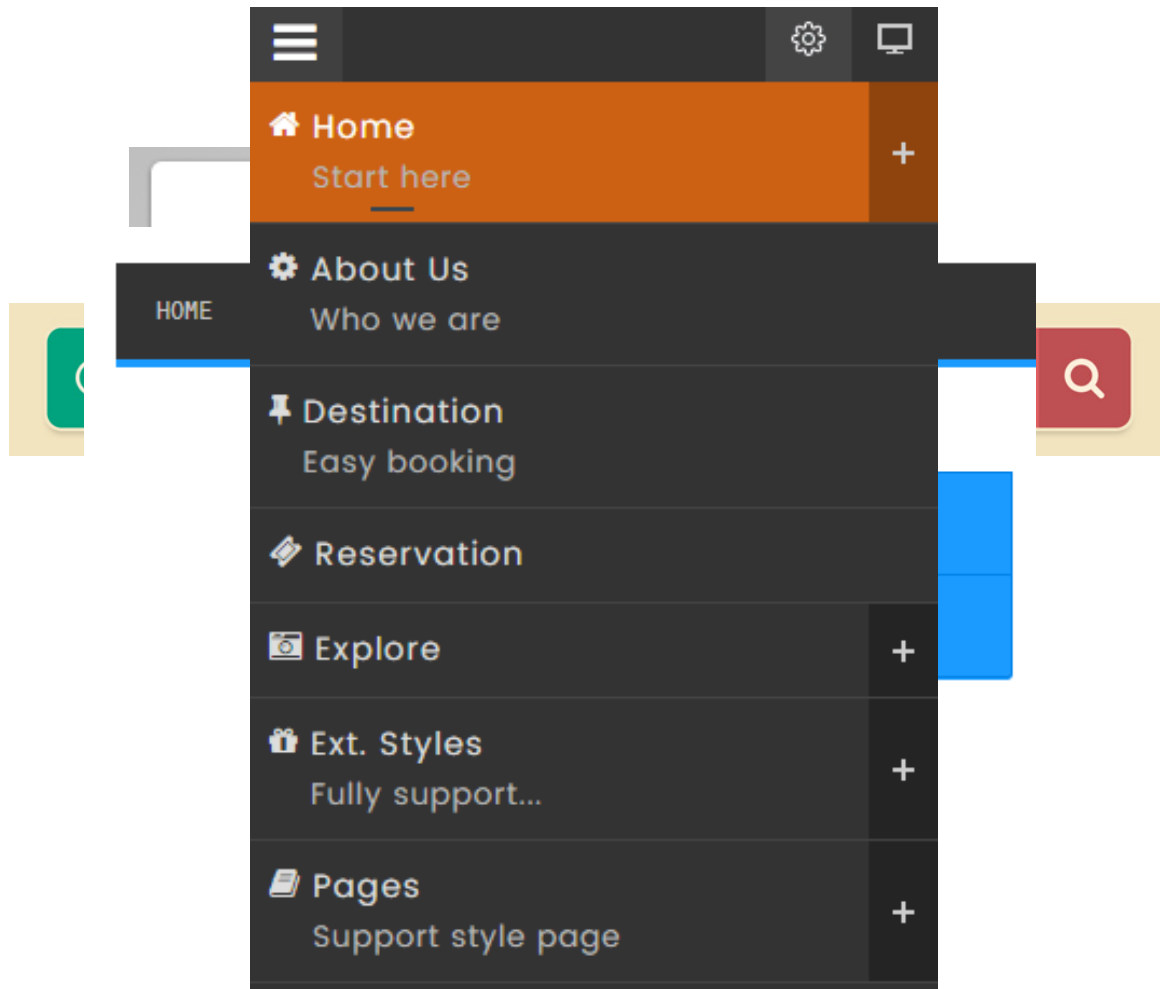 Home
Start here
About Us
Who we are
HOME
Destination
Easy booking
Reservation
Explore
Ext. Styles
Fully support...
Pages
Support style page